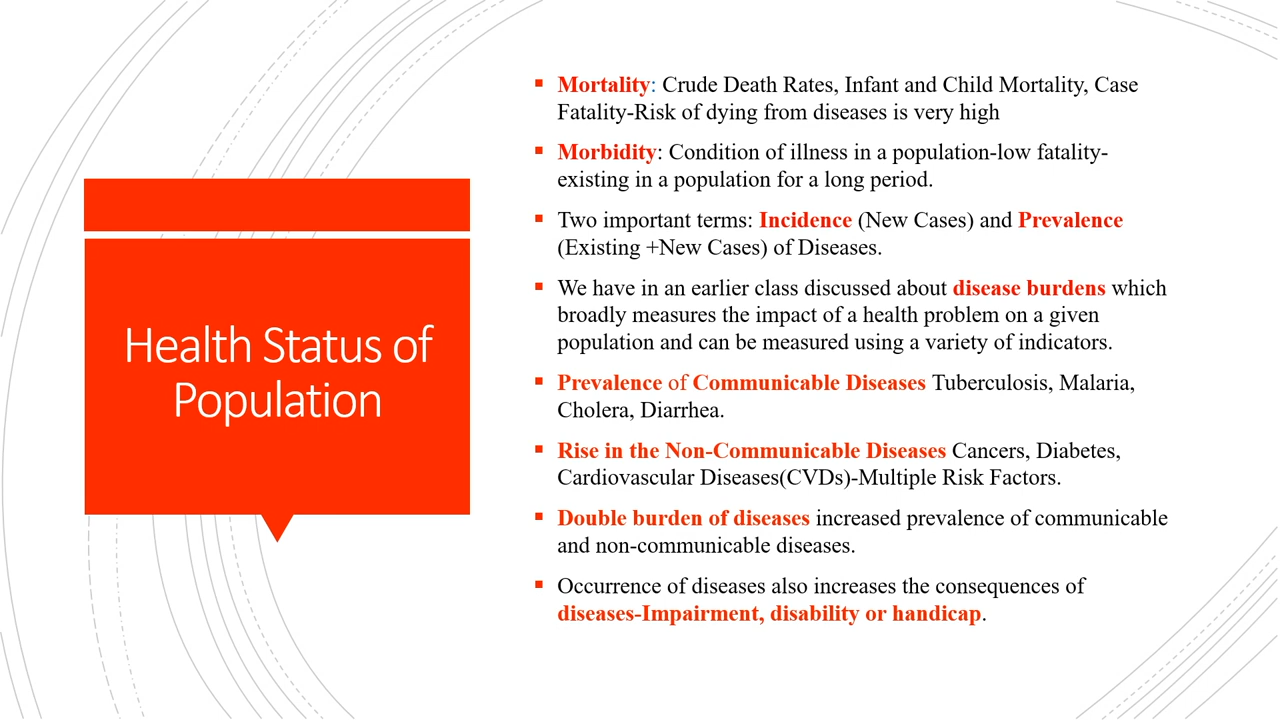 Health Status of
Population
Mortality: Crude Death Rates, Infant and Child Mortality, Case
Fatality-Risk of dying from diseases is very high
Morbidity: Condition of illness in a population-low fatality-
existing in a population for a long period.
Two important terms: Incidence (New Cases) and Prevalence
(Existing +New Cases) of Diseases.
We have in an earlier class discussed about disease burdens which
broadly measures the impact of a health problem on a given
population and can be measured using a variety of indicators.
Prevalence of Communicable Diseases Tuberculosis, Malaria,
Cholera, Diarrhea.
Rise in the Non-Communicable Diseases Cancers, Diabetes,
Cardiovascular Diseases(CVDs)-Multiple Risk Factors.
Double burden of diseases increased prevalence of communicable
and non-communicable diseases.
Occurrence of diseases also increases the consequences of
diseases-Impairment, disability or handicap.